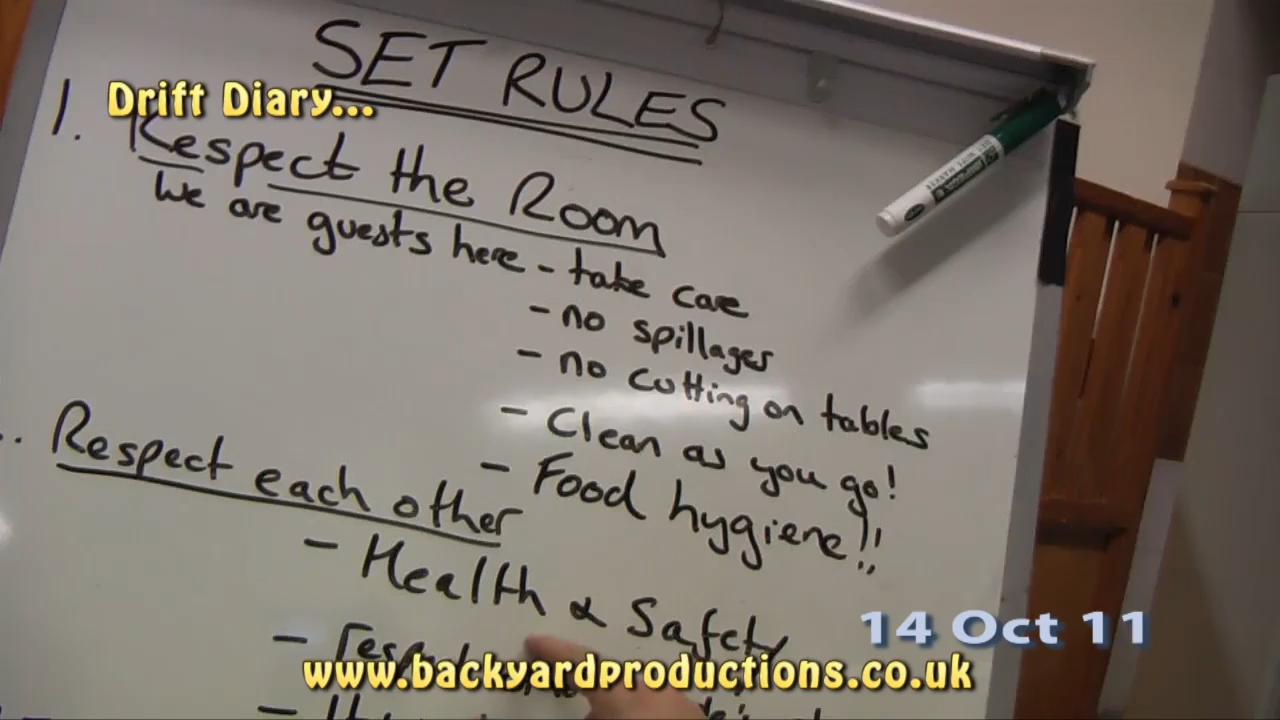 SET RULES
Drift Diary...
1. Respect the Room
We are guests here - take care
- no spillages
- no cutting on tables
- Clean as you go!
- Food hygiene!!
Respect each other
- Health & Safety
14 Oct 11
www.backyardproductions.co.uk